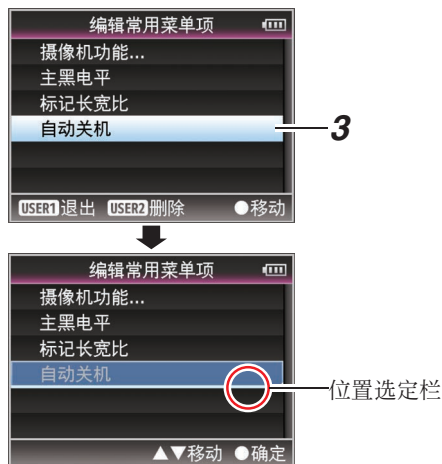 编辑常用菜单项
摄像机功能...
主黑电平
标记长宽比
自动关机
3
USER1退出 USER2删除 ●移动
编辑常用菜单项
摄像机功能...
主黑电平
标记长宽比
自动关机
位置选定栏
▲▼移动 ●确定